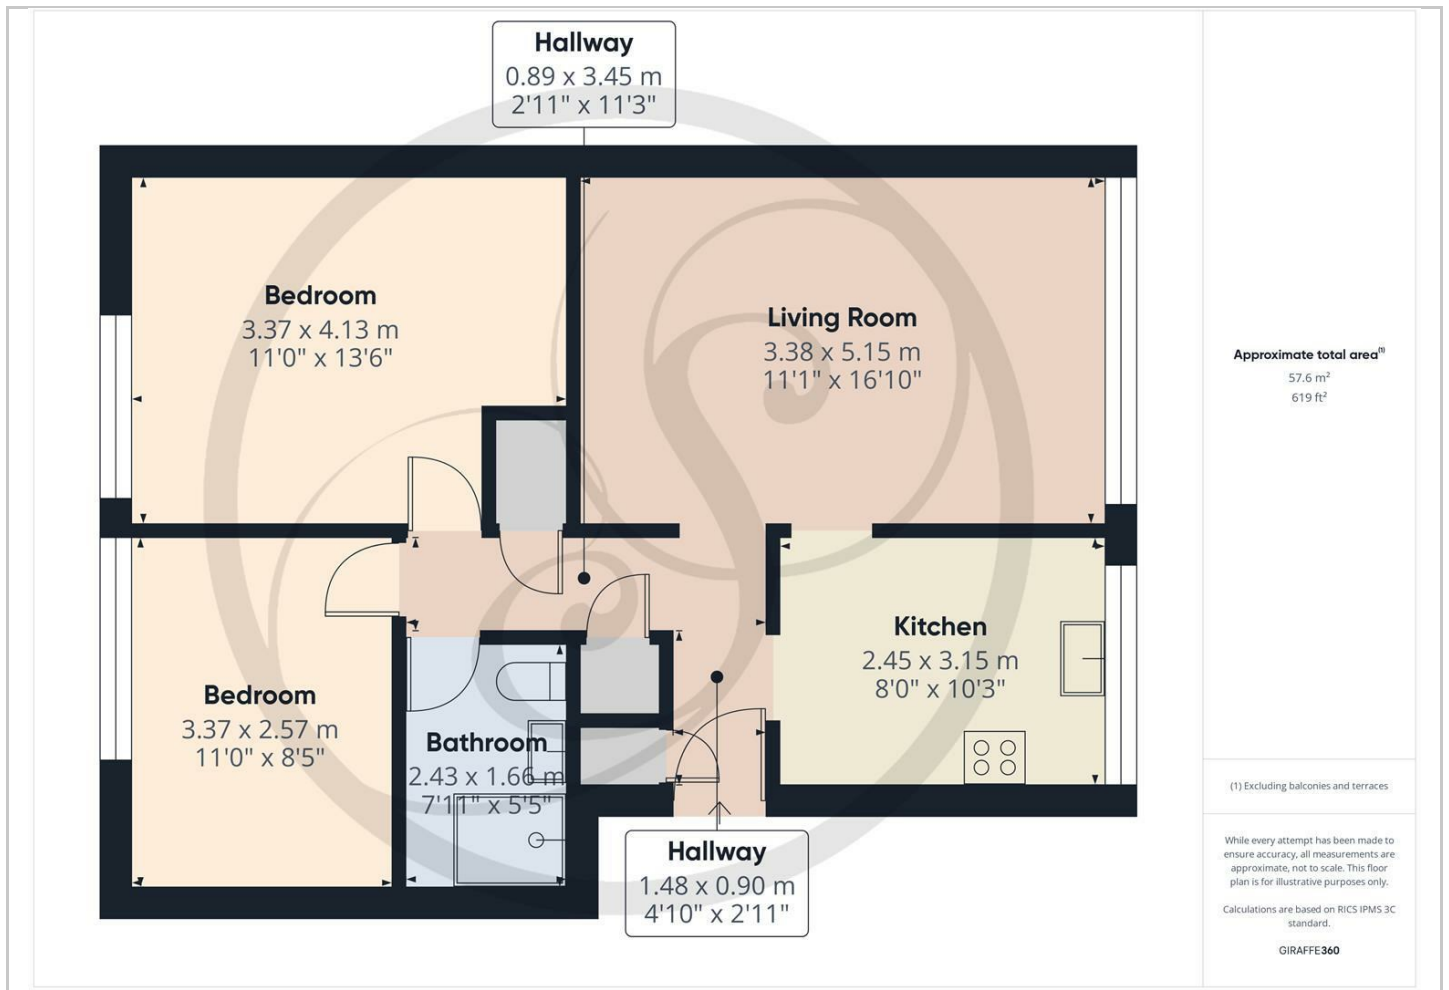 Hallway
0.89 x 3.45 m
2'11" x 11'3"
Bedroom
3.37 x 4.13 m
11'0" x 13'6"
Living Room
3.38 x 5.15 m
11'1" x 16'10"
Kitchen
2.45 x 3.15 m
8'0" x 10'3"
Bedroom
3.37 x 2.57 m
11'0" x 8'5"
Bathroom
2.43 x 1.66 m
7'11" x 5'5"
Hallway
1.48 x 0.90 m
4'10" x 2'11"
Approximate total area(1)
57.6 m²
619 ft²
(1) Excluding balconies and terraces
While every attempt has been made to
ensure accuracy, all measurements are
approximate, not to scale. This floor
plan is for illustrative purposes only.
Calculations are based on RICS IPMS 3C
standard.
GIRAFFE360